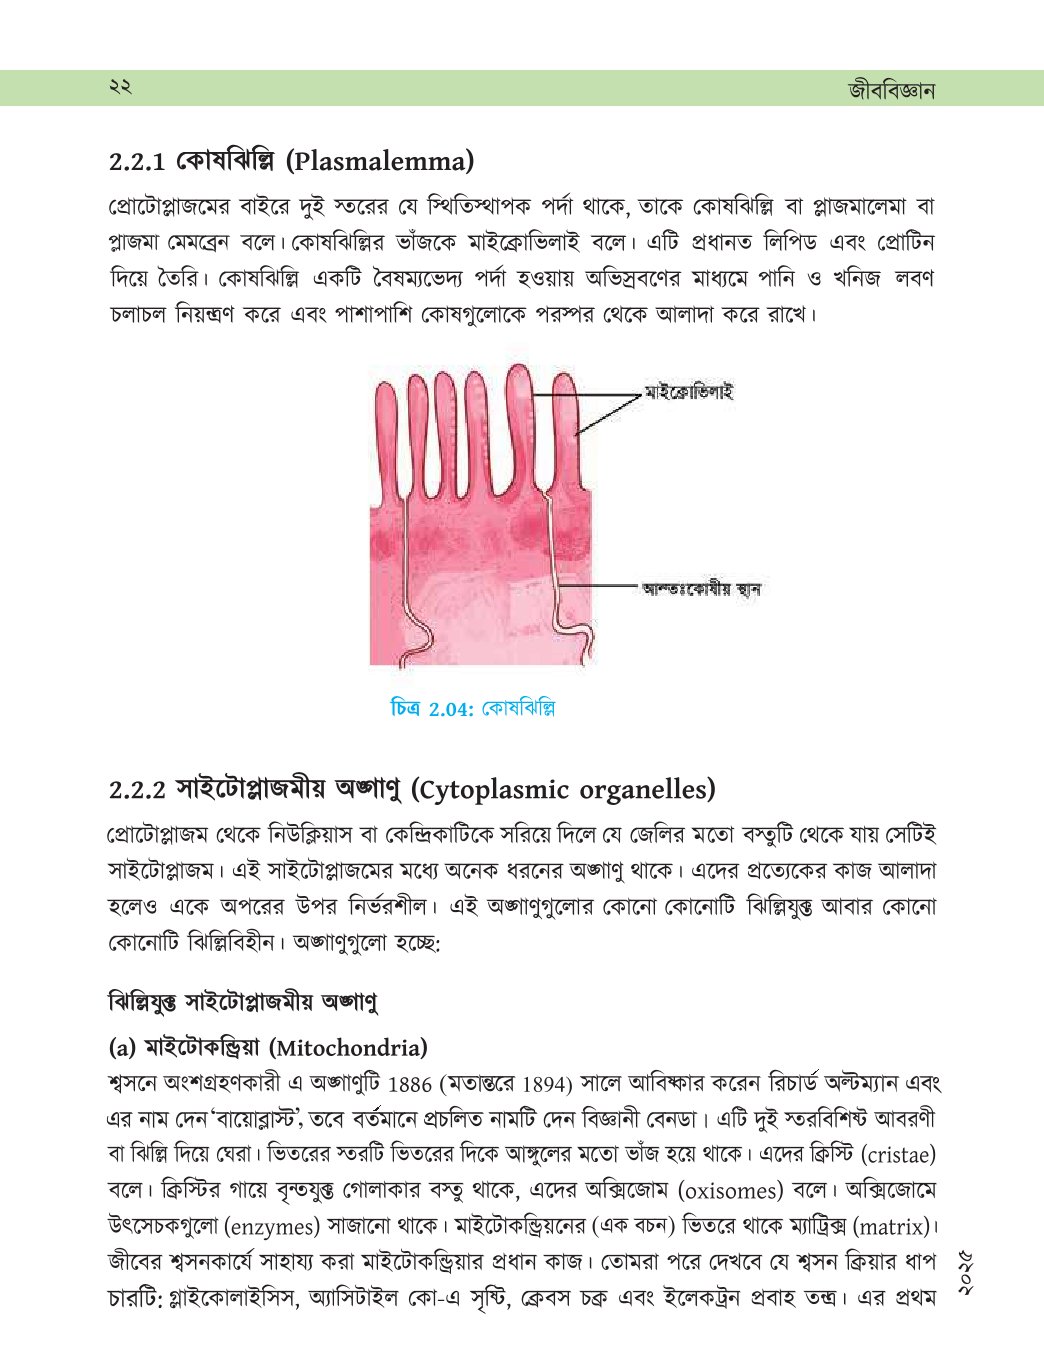 ২২
জীববিজ্ঞান
2.2.1 কোষঝিল্লি (Plasmalemma)
প্রোটোপ্লাজমের বাইরে দুই স্তরের যে স্থিতিস্থাপক পর্দা থাকে, তাকে কোষঝিল্লি বা প্লাজমালেমা বা
প্লাজমা মেমব্রেন বলে। কোষঝিল্লির ভাঁজকে মাইক্রোভিলাই বলে। এটি প্রধানত লিপিড এবং প্রোটিন
দিয়ে তৈরি। কোষঝিল্লি একটি বৈষম্যভেদ্য পর্দা হওয়ায় অভিস্রবণের মাধ্যমে পানি ও খনিজ লবণ
চলাচল নিয়ন্ত্রণ করে এবং পাশাপাশি কোষগুলোকে পরস্পর থেকে আলাদা করে রাখে।
মাইক্রোভিলাই
আন্তঃকোষীয় স্থান
চিত্র 2.04: কোষঝিল্লি
2.2.2 সাইটোপ্লাজমীয় অঙ্গাণু (Cytoplasmic organelles)
প্রোটোপ্লাজম থেকে নিউক্লিয়াস বা কেন্দ্রিকাটিকে সরিয়ে দিলে যে জেলির মতো বস্তুটি থেকে যায় সেটিই
সাইটোপ্লাজম। এই সাইটোপ্লাজমের মধ্যে অনেক ধরনের অঙ্গাণু থাকে। এদের প্রত্যেকের কাজ আলাদা
হলেও একে অপরের উপর নির্ভরশীল। এই অঙ্গাণুগুলোর কোনো কোনোটি ঝিল্লিযুক্ত আবার কোনো
কোনোটি ঝিল্লিবিহীন। অঙ্গাণুগুলো হচ্ছে:
ঝিল্লিযুক্ত সাইটোপ্লাজমীয় অঙ্গাণু
(a) মাইটোকন্ড্রিয়া (Mitochondria)
শ্বসনে অংশগ্রহণকারী এ অঙ্গাণুটি 1886 (মতান্তরে 1894) সালে আবিষ্কার করেন রিচার্ড অল্টম্যান এবং
এর নাম দেন ‘বায়োব্লাস্ট’, তবে বর্তমানে প্রচলিত নামটি দেন বিজ্ঞানী বেনডা। এটি দুই স্তরবিশিষ্ট আবরণী
বা ঝিল্লি দিয়ে ঘেরা। ভিতরের স্তরটি ভিতরের দিকে আঙ্গুলের মতো ভাঁজ হয়ে থাকে। এদের ক্রিস্টি (cristae)
বলে। ক্রিস্টির গায়ে বৃন্তযুক্ত গোলাকার বস্তু থাকে, এদের অক্সিজোম (oxisomes) বলে। অক্সিজোমে
উৎসেচকগুলো (enzymes) সাজানো থাকে। মাইটোকন্ড্রিয়নের (এক বচন) ভিতরে থাকে ম্যাট্রিক্স (matrix)।
জীবের শ্বসনকার্যে সাহায্য করা মাইটোকন্ড্রিয়ার প্রধান কাজ। তোমরা পরে দেখবে যে শ্বসন ক্রিয়ার ধাপ
চারটি: গ্লাইকোলাইসিস, অ্যাসিটাইল কো-এ সৃষ্টি, ক্রেবস চক্র এবং ইলেকট্রন প্রবাহ তন্ত্র। এর প্রথম
২০২৫